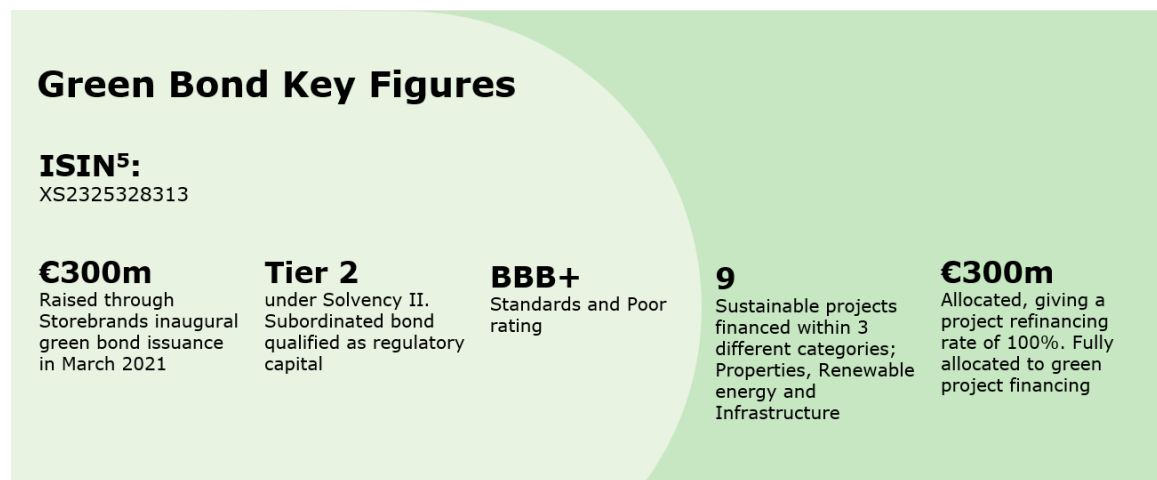 Green Bond Key Figures
ISIN⁵:
XS2325328313
€300m
Raised through
Storebrands inaugural
green bond issuance
in March 2021
Tier 2
under Solvency II.
Subordinated bond
qualified as regulatory
capital
BBB+
Standards and Poor
rating
9
Sustainable projects
financed within 3
different categories;
Properties, Renewable
energy and
Infrastructure
€300m
Allocated, giving a
project refinancing
rate of 100%. Fully
allocated to green
project financing